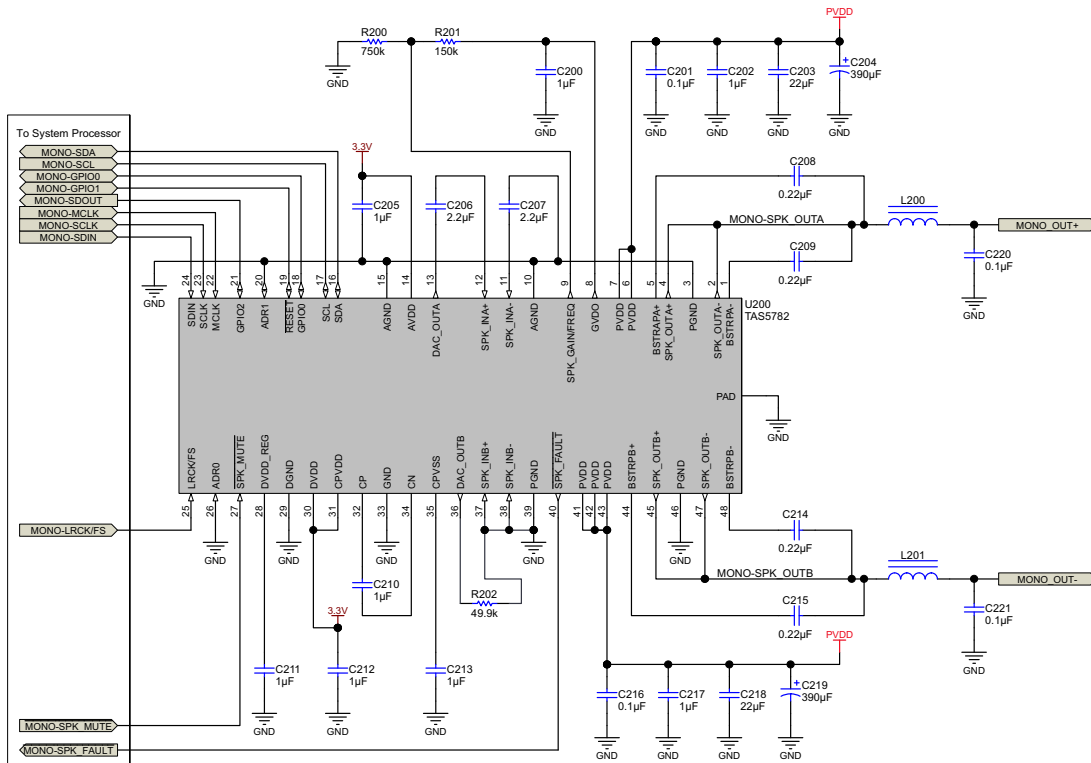 PVDD
R200
750k
R201
150k
C200
1µF
GND
GND
C201
0.1µF
C202
1µF
C203
22µF
C204
390µF
GND
GND
GND
GND
To System Processor
MONO-SDA
MONO-SCL
MONO-GPIO0
MONO-GPIO1
MONO-SDOUT
MONO-MCLK
MONO-SCLK
MONO-SDIN
3.3V
C205
1µF
C206
2.2µF
C207
2.2µF
C208
0.22µF
MONO-SPK_OUTA
C209
0.22µF
L200
MONO_OUT+
C220
0.1µF
GND
GND
24 23 22 21 20 19 18 17 16 15 14 13 12 11 10 9 8 7 6 5 4 3 2 1
U200
TAS5782
SDIN
SCLK
MCLK
GPIO2
ADR1
RESET
GPIO0
SCL
SDA
AGND
AVDD
DAC_OUTA
SPK_INA+
SPK_INA-
AGND
SPK_GAIN/FREQ
GVDD
PVDD
PVDD
BSTRAPA+
SPK_OUTA+
PGND
SPK_OUTA-
BSTRPA-
PAD
GND
LRCK/FS
ADR0
SPK_MUTE
DVDD_REG
DGND
DVDD
CPVDD
CP
GND
CN
CPVSS
DAC_OUTB
SPK_INB+
SPK_INB-
PGND
SPK_FAULT
PVDD
PVDD
PVDD
BSTRPB+
SPK_OUTB+
PGND
SPK_OUTB-
BSTRPB-
25 26 27 28 29 30 31 32 33 34 35 36 37 38 39 40 41 42 43 44 45 46 47 48
MONO-LRCK/FS
GND
GND
GND
GND
GND
C214
0.22µF
MONO-SPK_OUTB
C215
0.22µF
L201
MONO_OUT-
C221
0.1µF
GND
C210
1µF
R202
49.9k
3.3V
C211
1µF
C212
1µF
C213
1µF
GND
GND
GND
PVDD
C216
0.1µF
C217
1µF
C218
22µF
C219
390µF
GND
GND
GND
GND
MONO-SPK_MUTE
MONO-SPK_FAULT